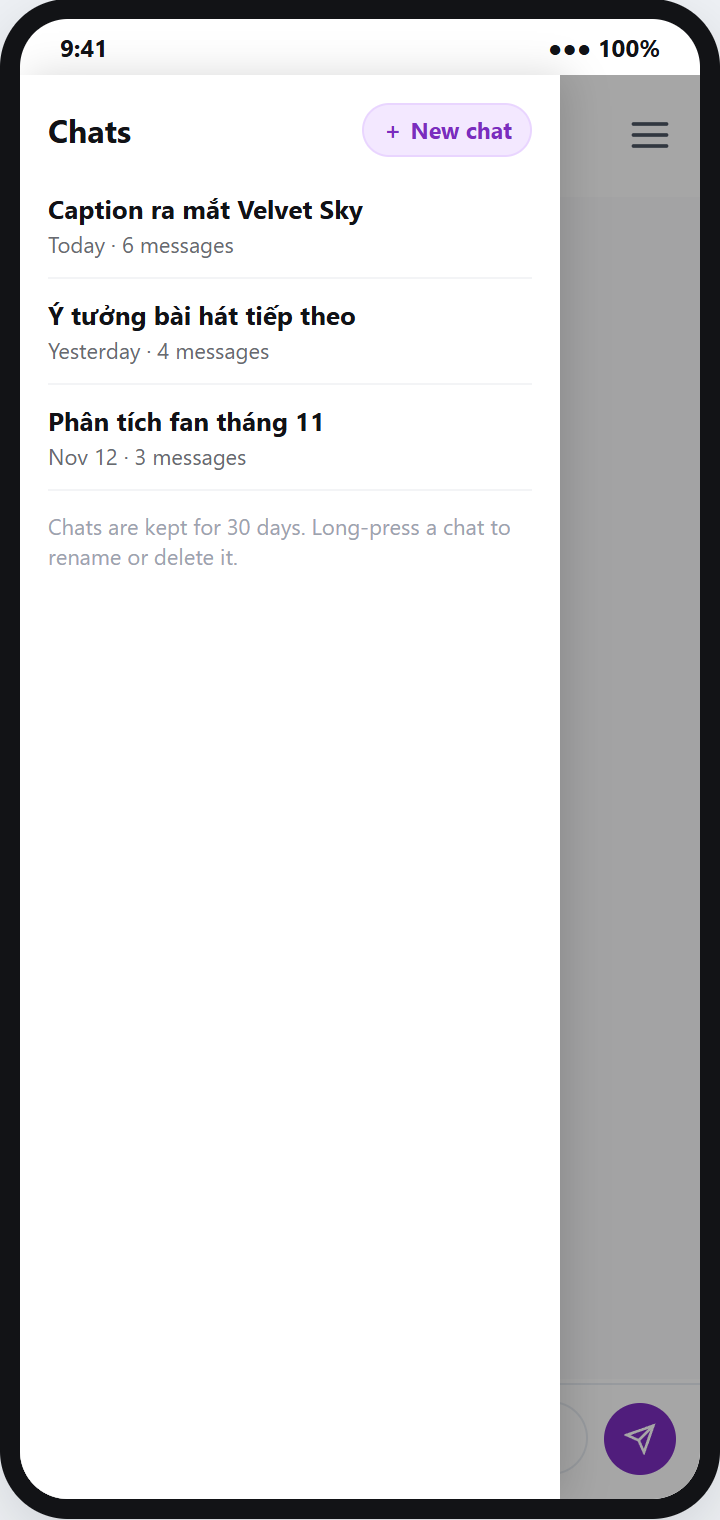 9:41
●●● 100%
Chats
+ New chat
Caption ra mắt Velvet Sky
Today · 6 messages
Ý tưởng bài hát tiếp theo
Yesterday · 4 messages
Phân tích fan tháng 11
Nov 12 · 3 messages
Chats are kept for 30 days. Long-press a chat to
rename or delete it.